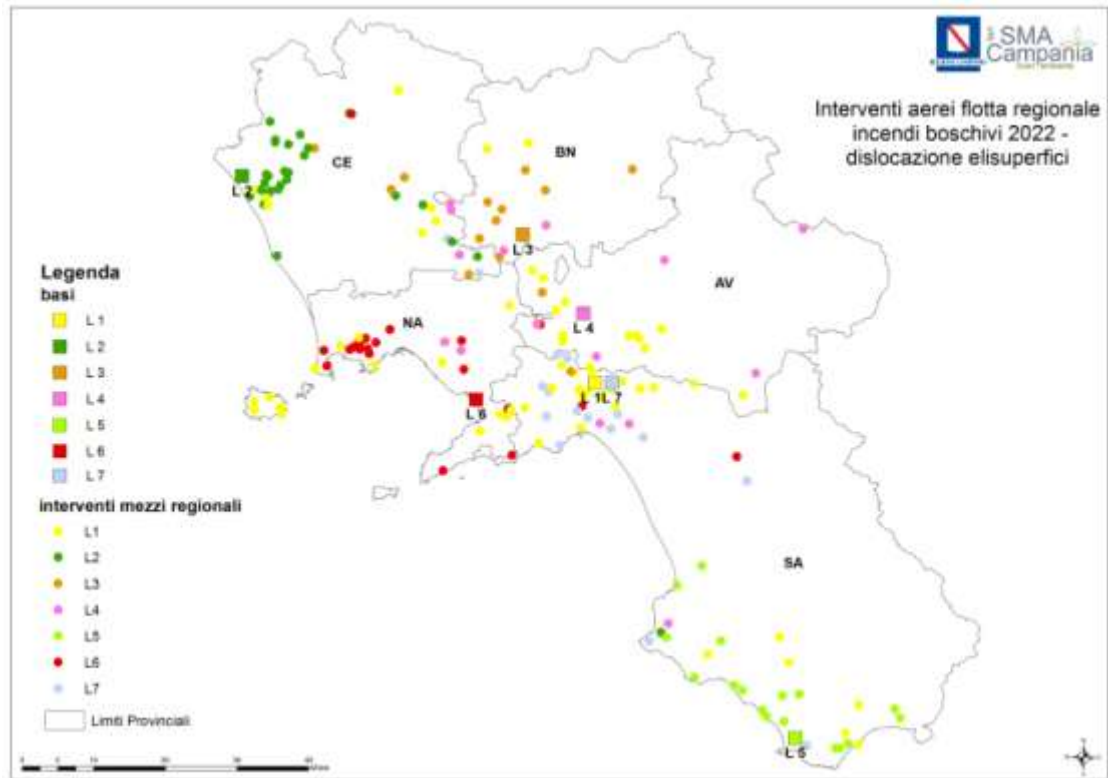 SMA
Campania
Interventi aerei flotta regionale
incendi boschivi 2022 -
dislocazione elisuperfici
BN
CE
L 2
L 3
AV
Legenda
basi
L 1
L 2
L 3
L 4
L 5
L 6
L 7
NA
L 4
L 1
L 7
L 6
interventi mezzi regionali
L1
L2
L3
L4
L5
L6
L7
SA
L 5
Limiti Provinciali